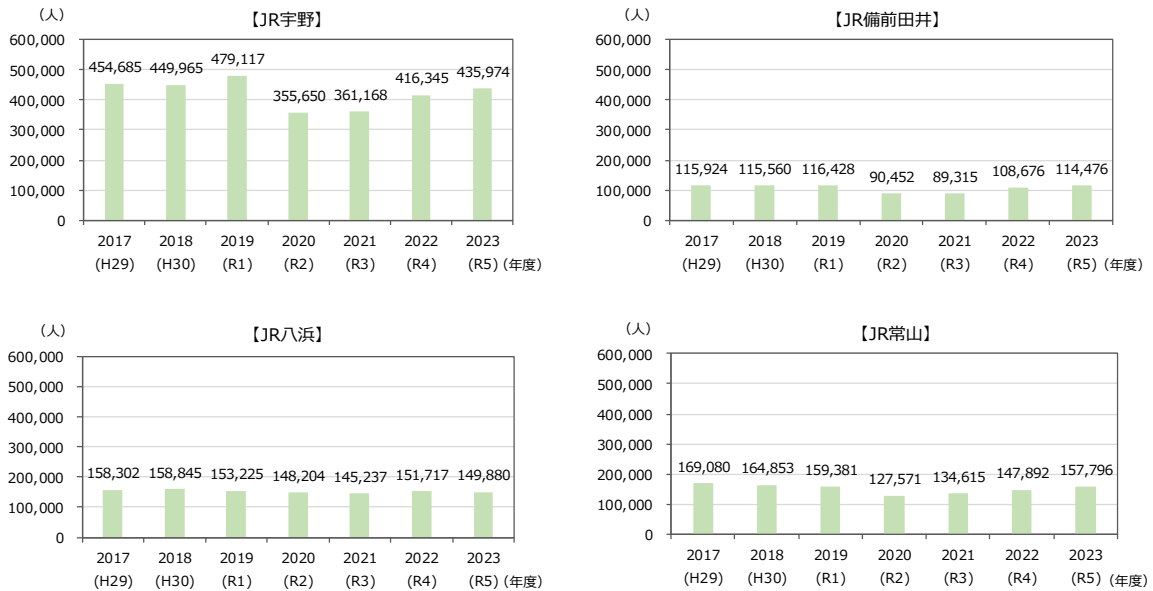 （人）
【JR宇野】
600,000
500,000
400,000
300,000
200,000
100,000
0
454,685 449,965 479,117 355,650 361,168 416,345 435,974
2017 2018 2019 2020 2021 2022 2023
(H29) (H30) (R1) (R2) (R3) (R4) (R5)（年度）
（人）
【JR備前田井】
600,000
500,000
400,000
300,000
200,000
100,000
0
115,924 115,560 116,428 90,452 89,315 108,676 114,476
2017 2018 2019 2020 2021 2022 2023
(H29) (H30) (R1) (R2) (R3) (R4) (R5)（年度）
（人）
【JR八浜】
600,000
500,000
400,000
300,000
200,000
100,000
0
158,302 158,845 153,225 148,204 145,237 151,717 149,880
2017 2018 2019 2020 2021 2022 2023
(H29) (H30) (R1) (R2) (R3) (R4) (R5)（年度）
（人）
【JR常山】
600,000
500,000
400,000
300,000
200,000
100,000
0
169,080 164,853 159,381 127,571 134,615 147,892 157,796
2017 2018 2019 2020 2021 2022 2023
(H29) (H30) (R1) (R2) (R3) (R4) (R5)（年度）